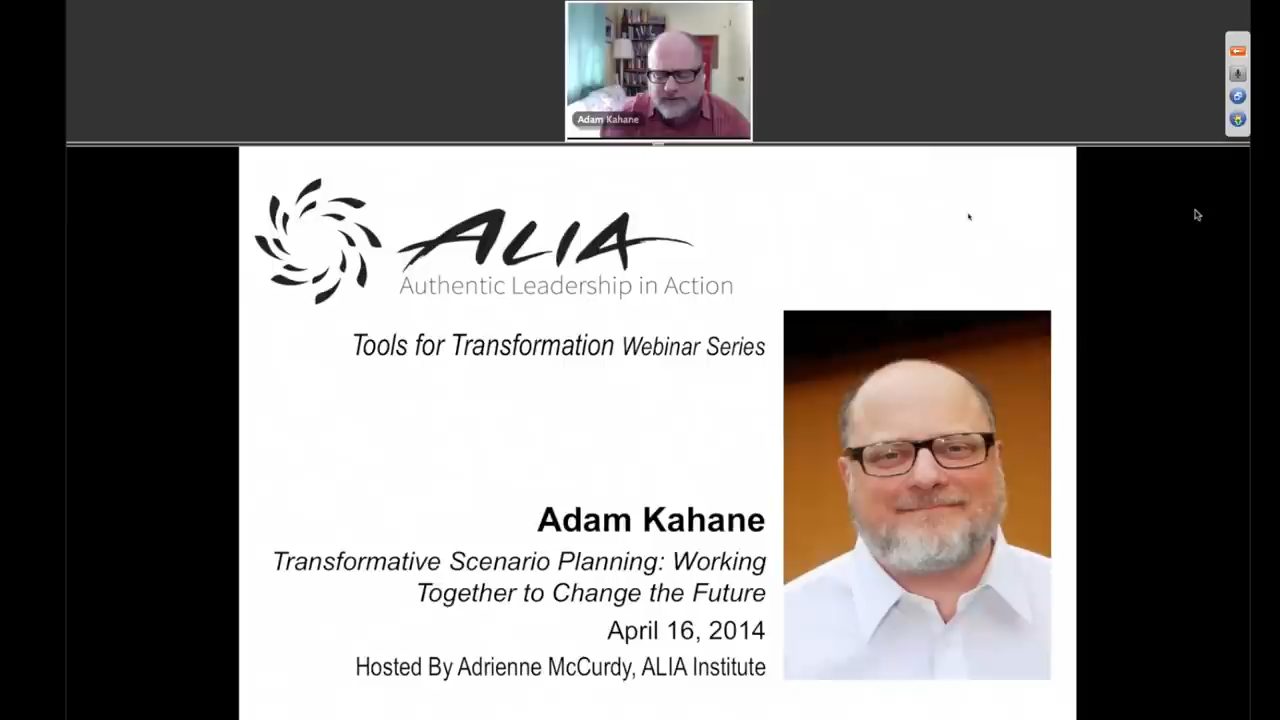 Adam Kahane
ALIA
Authentic Leadership in Action
Tools for Transformation Webinar Series
Adam Kahane
Transformative Scenario Planning: Working
Together to Change the Future
April 16, 2014
Hosted By Adrienne McCurdy, ALIA Institute